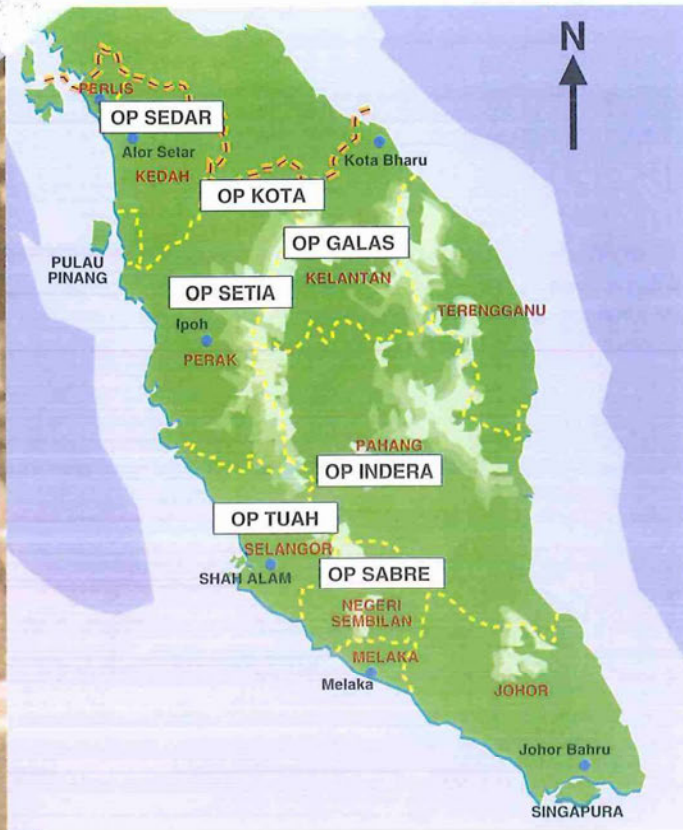 N
PERLIS
OP SEDAR
Alor Setar
Kota Bharu
KEDAH
OP KOTA
OP GALAS
PULAU
PINANG
KELANTAN
OP SETIA
TERENGGANU
Ipoh
PERAK
PAHANG
OP INDERA
OP TUAH
SELANGOR
SHAH ALAM
OP SABRE
NEGERI
SEMBILAN
MELAKA
Melaka
JOHOR
Johor Bahru
SINGAPURA